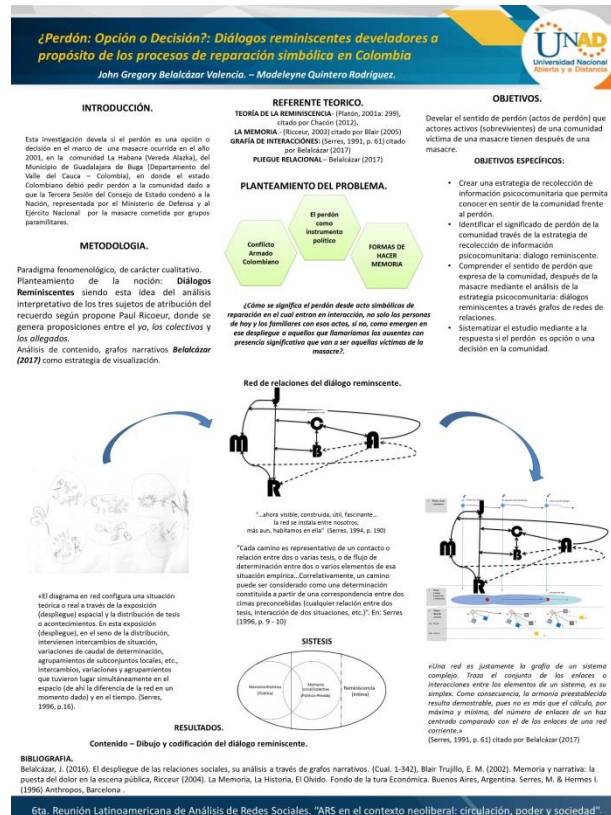 ¿Perdón: Opción o Decisión?: Diálogos reminiscentes develadores a
propósito de los procesos de reparación simbólica en Colombia
John Gregory Belalcázar Valencia. – Madeleyne Quintero Rodríguez.
UNAD
Universidad Nacional
Abierta y a Distancia
INTRODUCCIÓN.
Esta investigación devela si el perdón es una opción o
decisión en el marco de una masacre ocurrida en el año
2001, en la comunidad La Habana (Vereda Alazka), del
Municipio de Guadalajara de Buga (Departamento del
Valle del Cauca – Colombia), en donde el estado
Colombiano debió pedir perdón a la comunidad dado a
que la Tercera Sesión del Consejo de Estado condenó a la
Nación, representada por el Ministerio de Defensa y al
Ejército Nacional por la masacre cometida por grupos
paramilitares.
METODOLOGIA.
Paradigma fenomenológico, de carácter cualitativo.
Planteamiento de la noción: Diálogos
Reminiscentes siendo esta idea del análisis
interpretativo de los tres sujetos de atribución del
recuerdo según propone Paul Ricoeur, donde se
genera proposiciones entre el yo, los colectivos y
los allegados.
Análisis de contenido, grafos narrativos Belalcázar
(2017) como estrategia de visualización.
REFERENTE TEORICO.
TEORÍA DE LA REMINISCENCIA- (Platón, 2001a: 299),
citado por Chacón (2012).
LA MEMORIA.- (Ricceur, 2003) citado por Blair (2005)
GRAFÍA DE INTERACCIÓNES: (Serres, 1991, p. 61) citado
por Belalcázar (2017)
PLIEGUE RELACIONAL – Belalcázar (2017)
PLANTEAMIENTO DEL PROBLEMA.
Conflicto
Armado
Colombiano
El perdón
como
instrumento
político
FORMAS DE
HACER
MEMORIA
¿Cómo se significa el perdón desde acto simbólicas de
reparación en el cual entran en interacción, no solo las personas
de hoy y los familiares con esos actos, si no, como emergen en
ese despliegue a aquellas que llamaríamos los ausentes con
presencia significativa que van a ser aquellas víctimas de la
masacre?.
OBJETIVOS.
Develar el sentido de perdón (actos de perdón) que
actores activos (sobrevivientes) de una comunidad
víctima de una masacre tienen después de una
masacre.
OBJETIVOS ESPECÍFICOS:
• Crear una estrategia de recolección de
información psicocomunitaria que permita
conocer en sentir de la comunidad frente
al perdón.
• Identificar el significado de perdón de la
comunidad través de la estrategia de
recolección de información
psicocomunitaria: dialogo reminiscente.
• Comprender el sentido de perdón que
expresa de la comunidad, después de la
masacre mediante el análisis de la
estrategia psicocomunitaria: diálogos
reminiscentes a través grafos de redes de
relaciones.
• Sistematizar el estudio mediante a la
respuesta si el perdón es opción o una
decisión en la comunidad.
Red de relaciones del diálogo reminscente.
J
C
M
B
A
R
"...ahora visible, construida, útil, fascinante...
la red se instala entre nosotros,
más aun, habitamos en ella" (Serres, 1994, p. 190)
"Cada camino es representativo de un contacto o
relación entre dos o varias tesis, o de flujo de
determinación entre dos o varios elementos de esa
situación empírica...Correlativamente, un camino
puede ser considerado como una determinación
constituida a partir de una correspondencia entre dos
cimas preconcebidas (cualquier relación entre dos
tesis, interacción de dos situaciones, etc.)". En: Serres
(1996, p. 9 - 10)
SISTESIS
Memoria Histórica
(Pública)
Memoria
social/colectiva
(Público-Privada)
Reminiscencia
(Íntima)
«El diagrama en red configura una situación
teórica o real a través de la exposición
(despliegue) espacial y la distribución de tesis
o acontecimientos. En esta exposición
(despliegue), en el seno de la distribución,
intervienen intercambios de situación,
variaciones de caudal de determinación,
agrupamientos de subconjuntos locales, etc.,
intercambios, variaciones y agrupamientos
que tuvieron lugar simultáneamente en el
espacio (de ahí la diferencia de la red en un
momento dado) y en el tiempo. (Serres,
1996, p.16).
J
C
M
B
A
R
«Una red es justamente la grafía de un sistema
complejo. Traza el conjunto de los enlaces o
interacciones entre los elementos de un sistema, es su
simplex. Como consecuencia, la armonía preestablecida
resulta demostrable, pues no es más que el cálculo, por
máxima y mínima, del número de enlaces de un haz
centrado comparado con el de los enlaces de una red
corriente.»
(Serres, 1991, p. 61) citado por Belalcázar (2017)
RESULTADOS.
Contenido – Dibujo y codificación del diálogo reminiscente.
BIBLIOGRAFIA.
Belalcázar, J. (2016). El despliegue de las relaciones sociales, su análisis a través de grafos narrativos. (Cual. 1-342), Blair Trujillo, E. M. (2002). Memoria y narrativa: la
puesta del dolor en la escena pública, Ricceur (2004). La Memoria, La Historia, El Olvido. Fondo de la tura Económica. Buenos Aires, Argentina. Serres, M. & Hermes I.
(1996) Anthropos, Barcelona .
6ta. Reunión Latinoamericana de Análisis de Redes Sociales. "ARS en el contexto neoliberal: circulación, poder y sociedad".